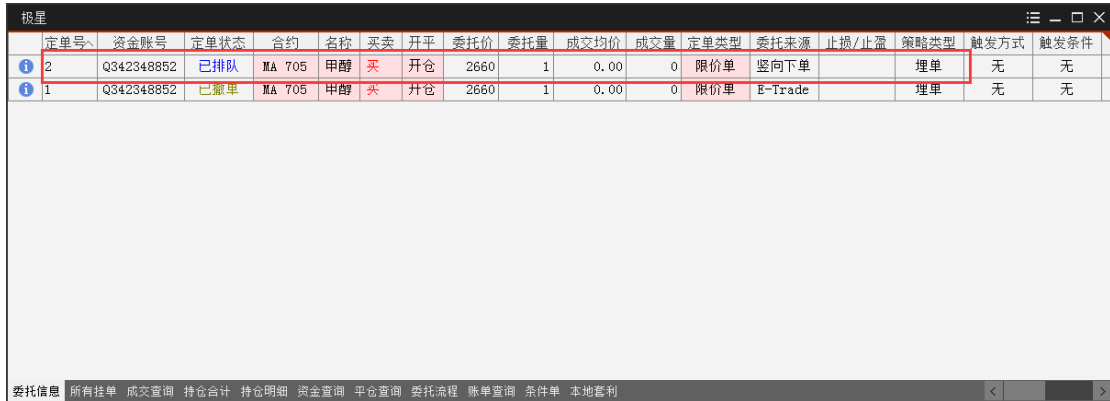 极星
定单号 资金账号 定单状态 合约 名称 买卖 开平 委托价 委托量 成交均价 成交量 定单类型 委托来源 止损/止盈 策略类型 触发方式 触发条件
2 Q342348852 已排队 MA 705 甲醇 买 开仓 2660 1 0.00 0 限价单 竖向下单 埋单 无 无
1 Q342348852 已撤单 MA 705 甲醇 买 开仓 2660 1 0.00 0 限价单 E-Trade 埋单 无 无
委托信息 所有挂单 成交查询 持仓合计 持仓明细 资金查询 平仓查询 委托流程 账单查询 条件单 本地套利